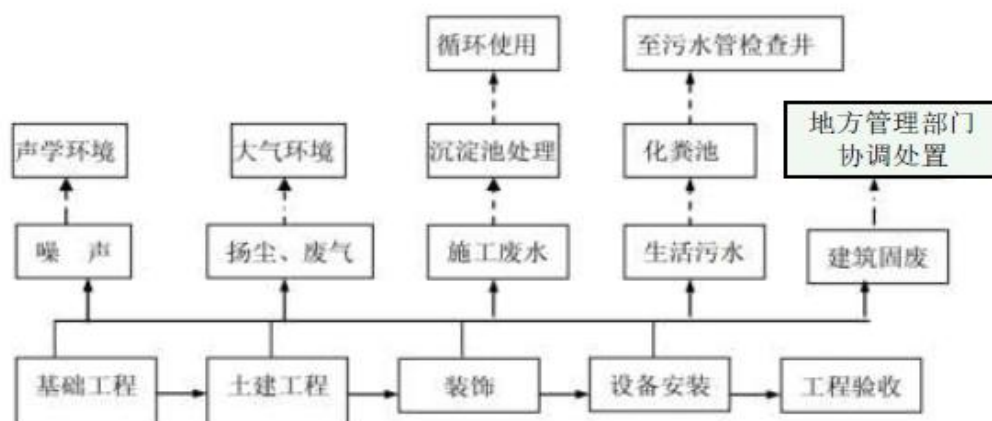 循环使用
至污水管检查井
声学环境
大气环境
沉淀池处理
化粪池
地方管理部门
协调处置
噪 声
扬尘、废气
施工废水
生活污水
建筑固废
基础工程
土建工程
装饰
设备安装
工程验收